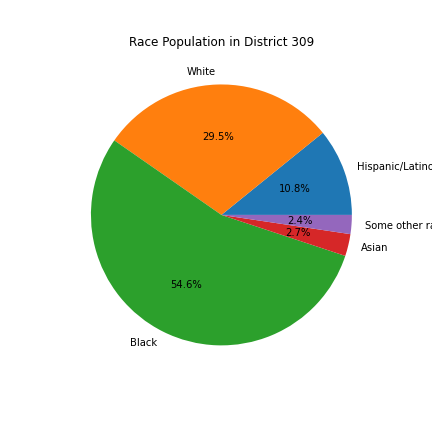 Race Population in District 309
White
29.5%
Hispanic/Latino
10.8%
2.4%
Some other ra
2.7%
Asian
54.6%
Black